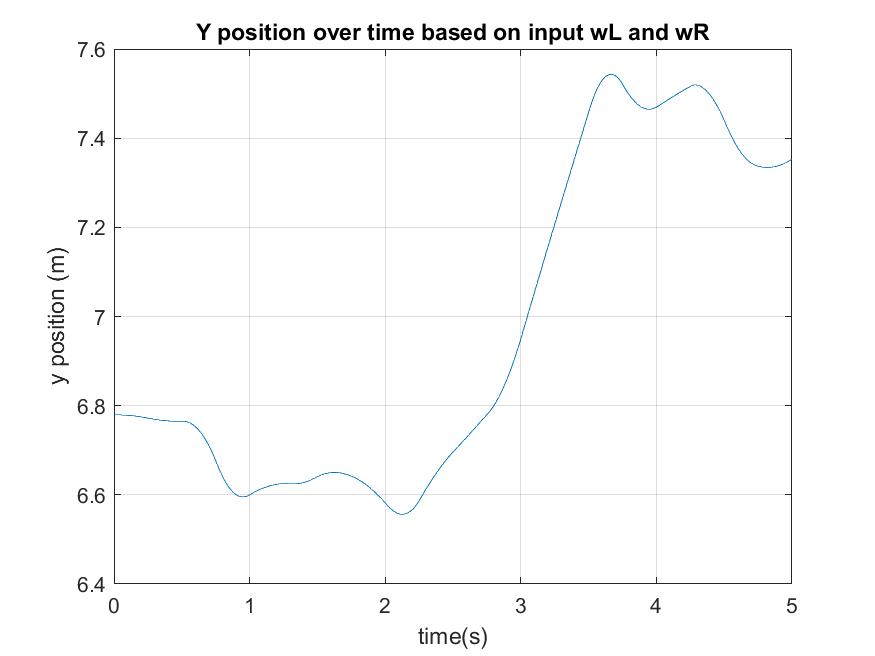 Y position over time based on input wL and wR
7.6
7.4
7.2
7
6.8
6.6
6.4
y position (m)
0 1 2 3 4 5
time(s)